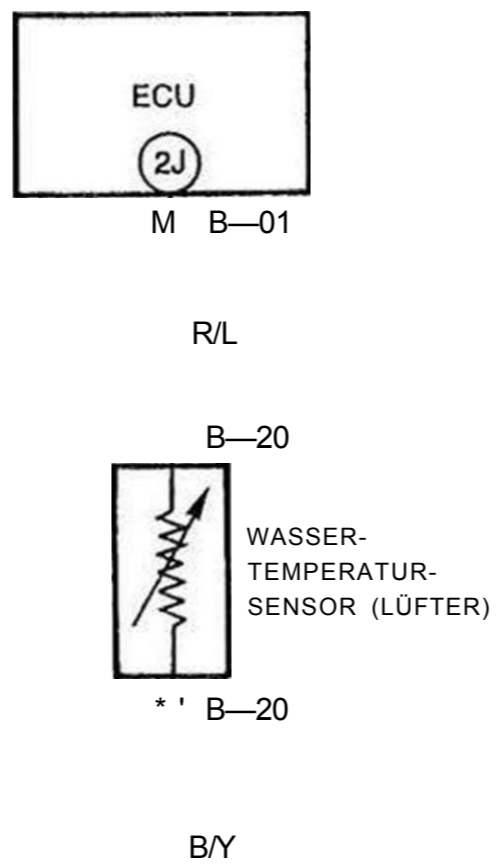 ECU
2J
M B—01
R/L
B—20
WASSER-
TEMPERATUR-
SENSOR (LÜFTER)
* ' B—20
B/Y